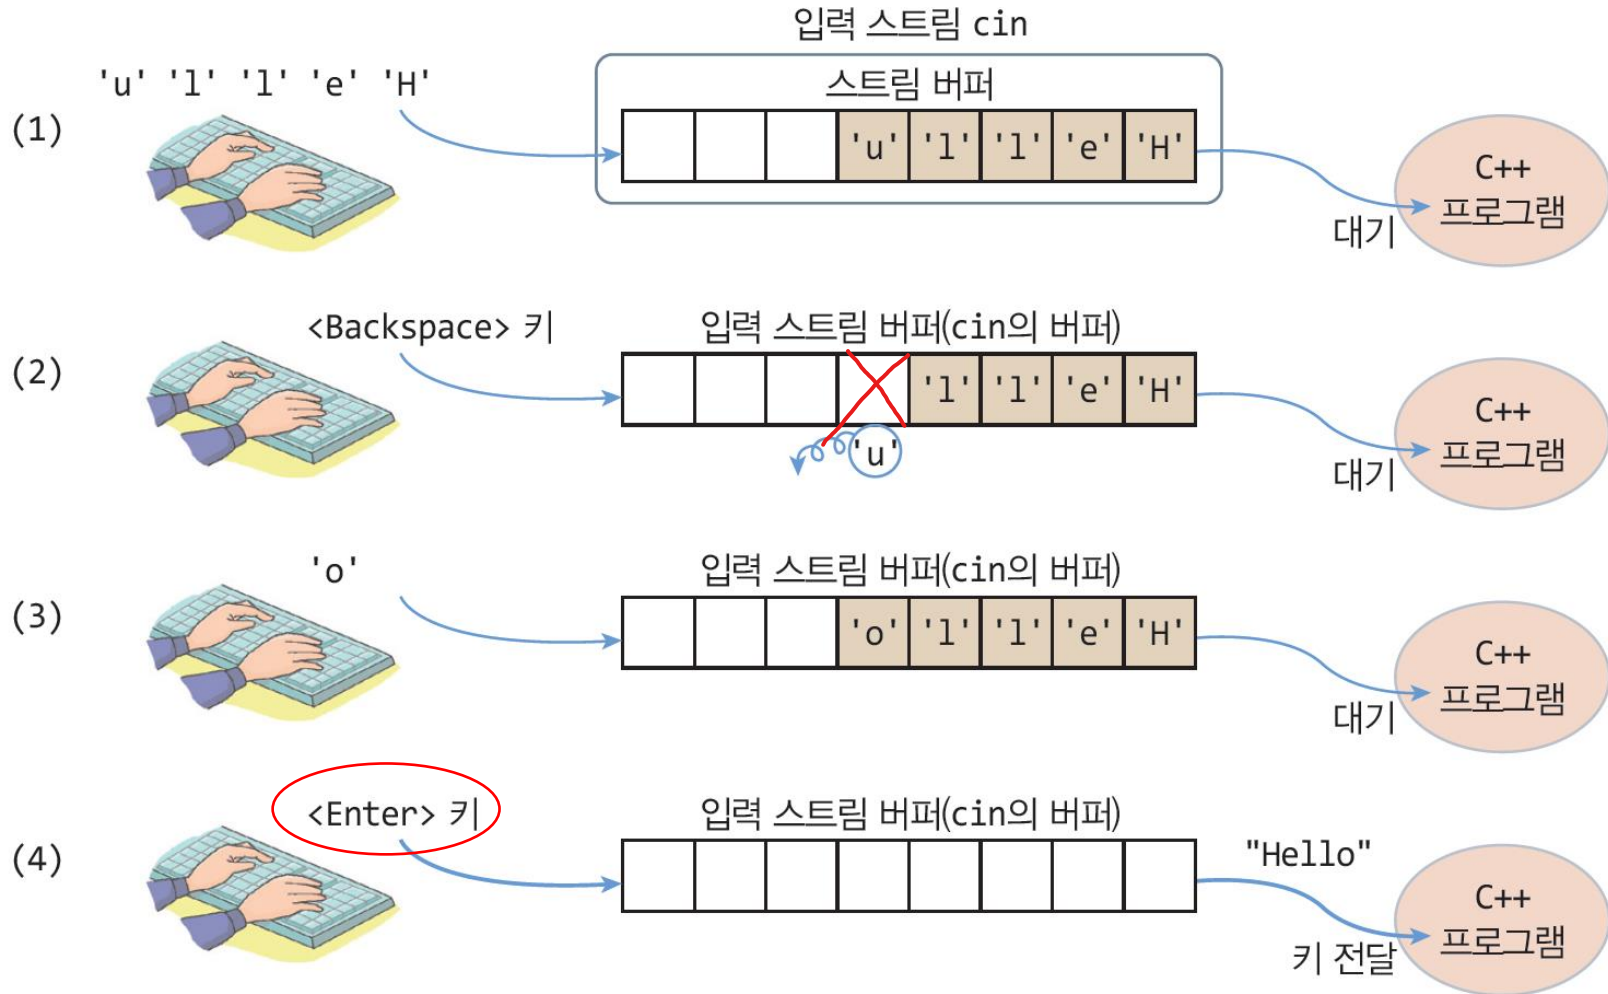 입력 스트림 cin
'u' 'l' 'l' 'e' 'H'
스트림 버퍼
(1)
'u' 'l' 'l' 'e' 'H'
C++
프로그램
대기
<Backspace> 키
입력 스트림 버퍼(cin의 버퍼)
(2)
'l' 'l' 'e' 'H'
'u'
C++
프로그램
대기
'o'
입력 스트림 버퍼(cin의 버퍼)
(3)
'o' 'l' 'l' 'e' 'H'
C++
프로그램
대기
<Enter> 키
입력 스트림 버퍼(cin의 버퍼)
(4)
"Hello"
C++
프로그램
키 전달